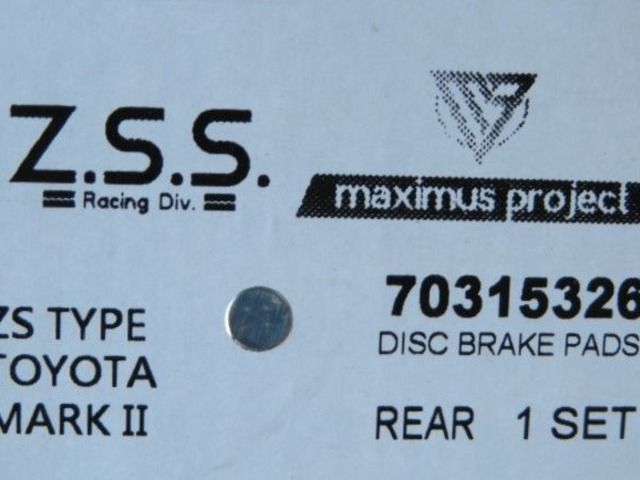 Z.S.S.
Racing Div.
maximus project
70315326
DISC BRAKE PADS
REAR 1 SET
ZS TYPE
TOYOTA
MARK II